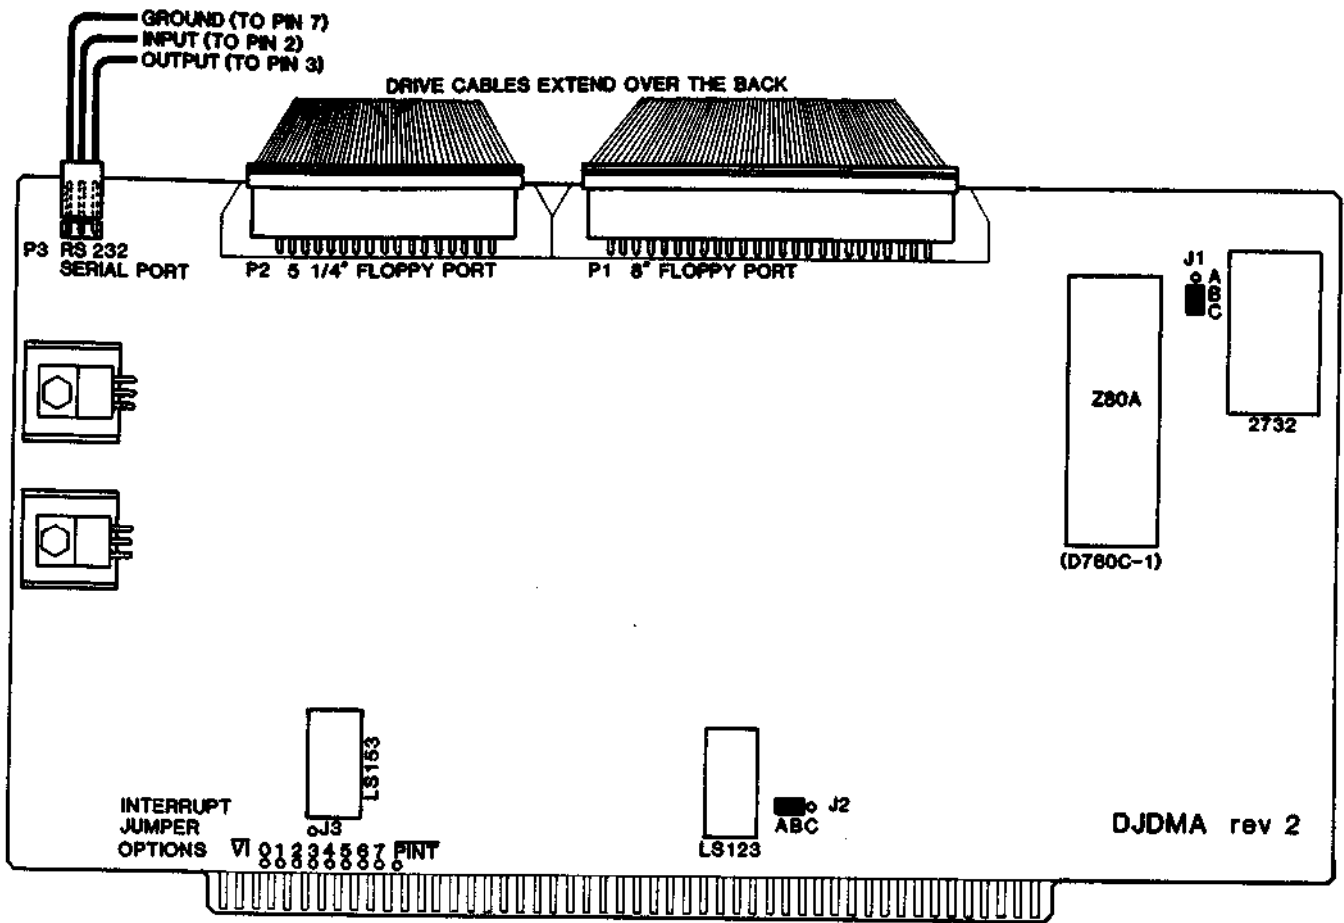 GROUND (TO PIN 7)
INPUT (TO PIN 2)
OUTPUT (TO PIN 3)
DRIVE CABLES EXTEND OVER THE BACK
P3 RS 232
SERIAL PORT
P2 5 1/4" FLOPPY PORT
P1 8" FLOPPY PORT
J1
A
B
C
Z80A
2732
(D780C-1)
LS153
INTERRUPT
JUMPER
OPTIONS
J3
VI 0 1 2 3 4 5 6 7 PINT
J2
ABC
LS123
DJDMA rev 2